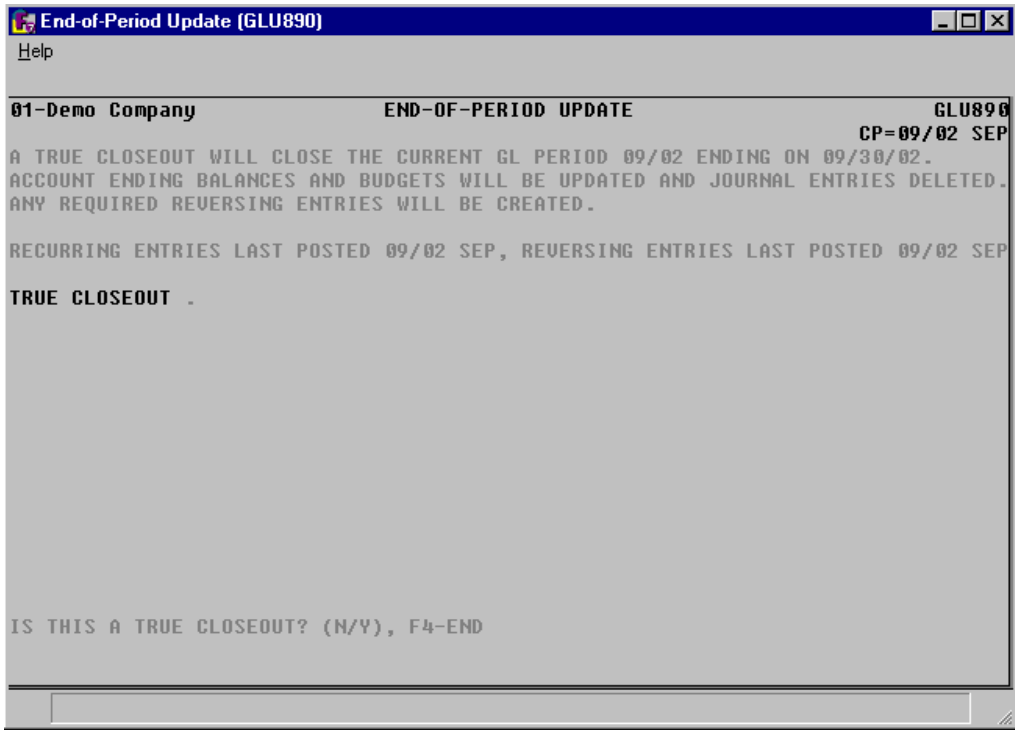 End-of-Period Update (GLU890)
Help
01-Demo Company END-OF-PERIOD UPDATE GLU890
CP=09/02 SEP
A TRUE CLOSEOUT WILL CLOSE THE CURRENT GL PERIOD 09/02 ENDING ON 09/30/02.
ACCOUNT ENDING BALANCES AND BUDGETS WILL BE UPDATED AND JOURNAL ENTRIES DELETED.
ANY REQUIRED REVERSING ENTRIES WILL BE CREATED.
RECURRING ENTRIES LAST POSTED 09/02 SEP, REVERSING ENTRIES LAST POSTED 09/02 SEP
TRUE CLOSEOUT .
IS THIS A TRUE CLOSEOUT? (N/Y), F4-END